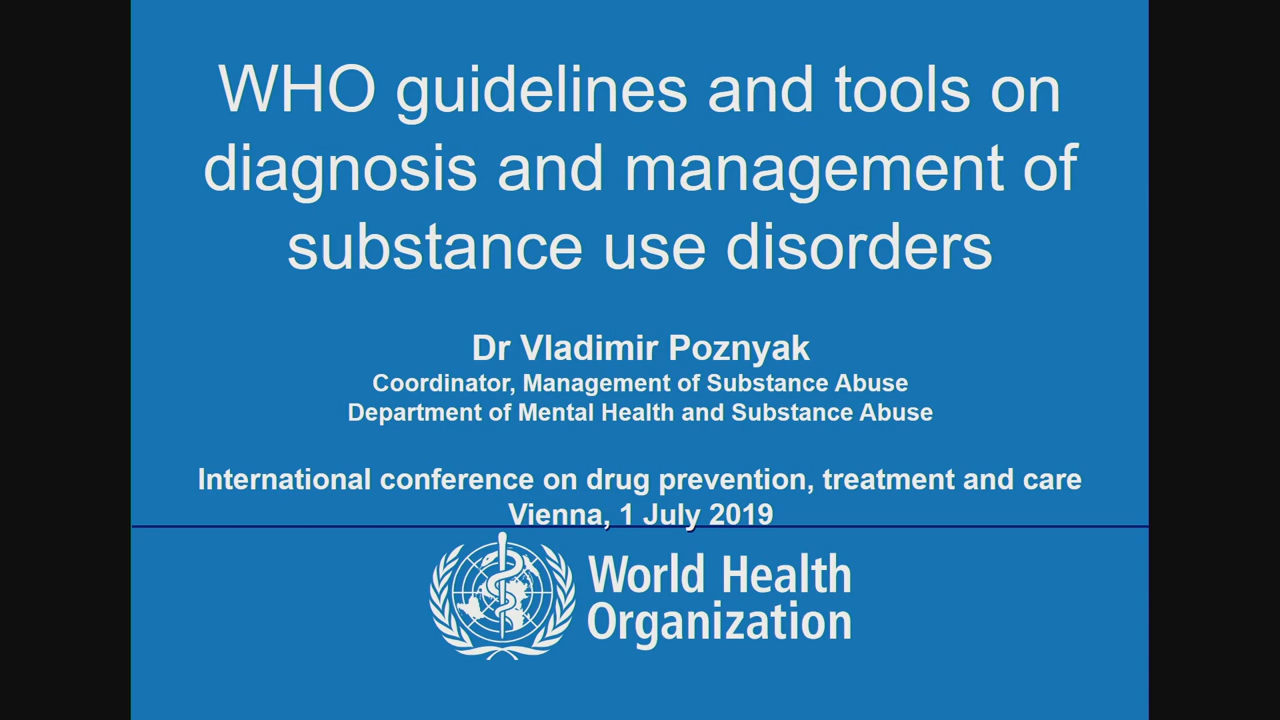 WHO guidelines and tools on
diagnosis and management of
substance use disorders
Dr Vladimir Poznyak
Coordinator, Management of Substance Abuse
Department of Mental Health and Substance Abuse
International conference on drug prevention, treatment and care
Vienna, 1 July 2019
World Health
Organization